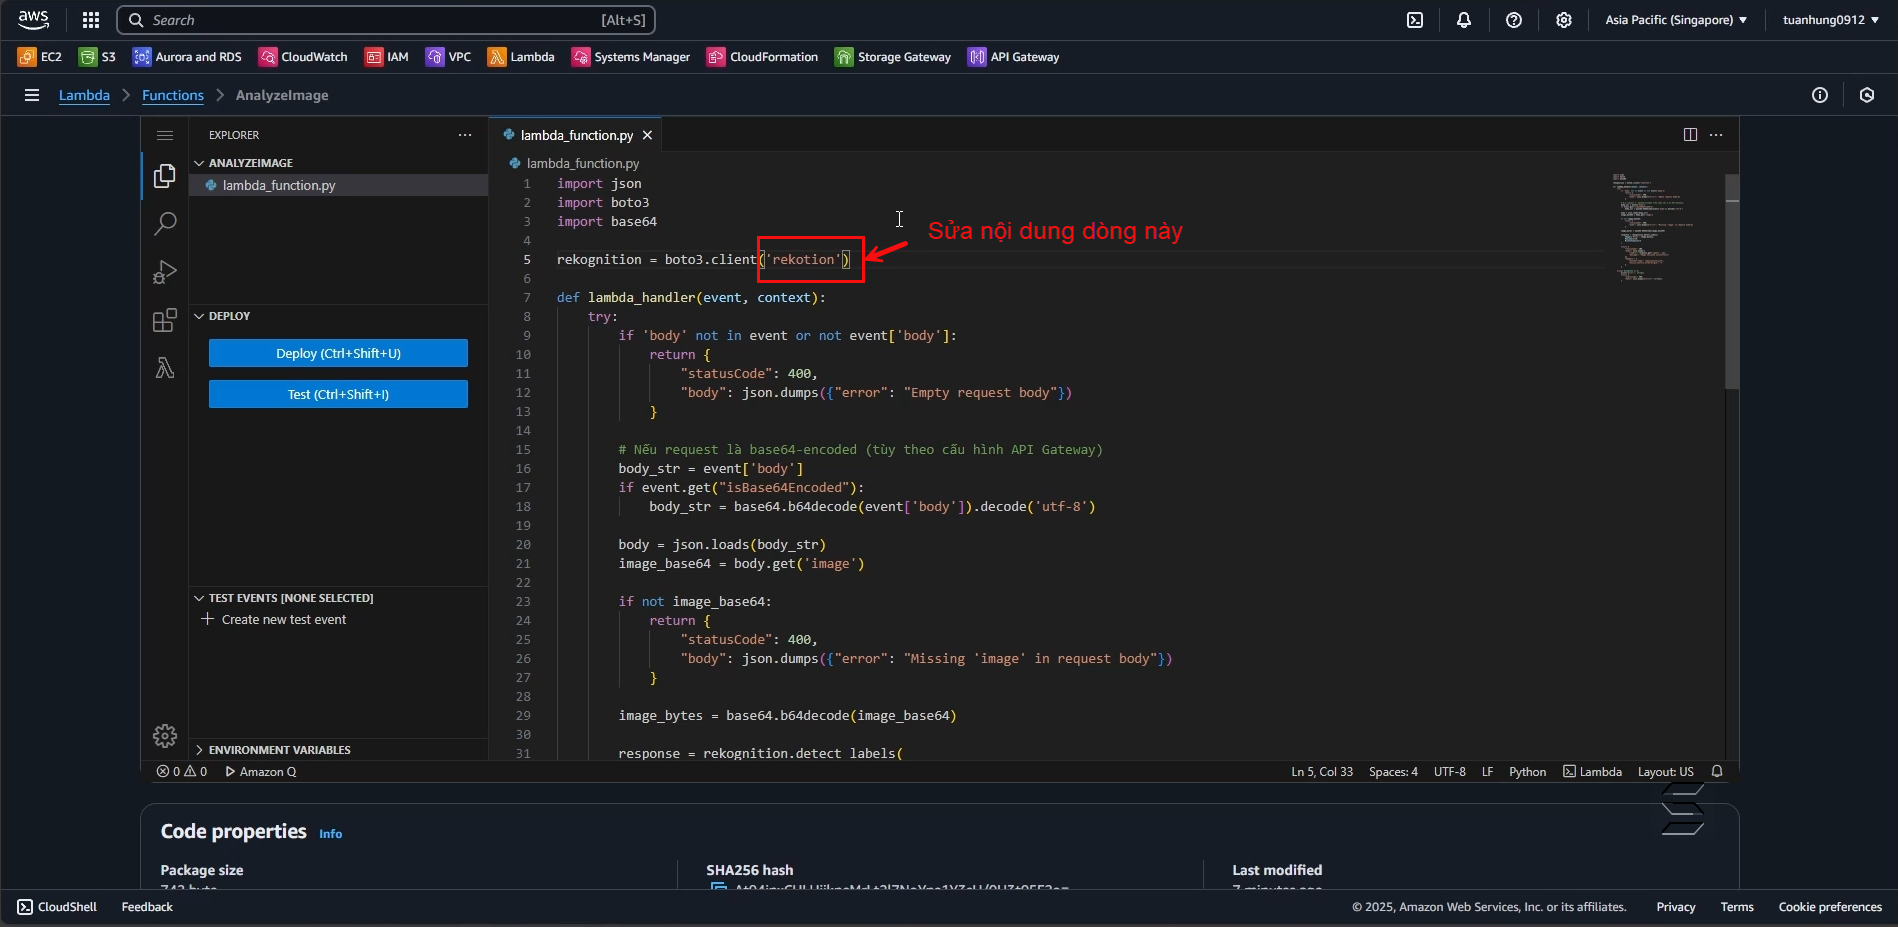 aws
Search
[Alt+S]
Asia Pacific (Singapore)
tuanhung0912
EC2
S3
Aurora and RDS
CloudWatch
IAM
VPC
Lambda
Systems Manager
CloudFormation
Storage Gateway
API Gateway
Lambda
Functions
AnalyzeImage
EXPLORER
ANALYZEIMAGE
lambda_function.py
DEPLOY
Deploy (Ctrl+Shift+U)
Test (Ctrl+Shift+I)
TEST EVENTS [NONE SELECTED]
Create new test event
ENVIRONMENT VARIABLES
lambda_function.py
lambda_function.py
1 import json
2 import boto3
3 import base64
4
5 rekognition = boto3.client('rekotion')
Sửa nội dung dòng này
6
7 def lambda_handler(event, context):
8 try:
9 if 'body' not in event or not event['body']:
10 return {
11 "statusCode": 400,
12 "body": json.dumps({"error": "Empty request body"})
13 }
14
15 # Nếu request là base64-encoded (tùy theo cấu hình API Gateway)
16 body_str = event['body']
17 if event.get("isBase64Encoded"):
18 body_str = base64.b64decode(event['body']).decode('utf-8')
19
20 body = json.loads(body_str)
21 image_base64 = body.get('image')
22
23 if not image_base64:
24 return {
25 "statusCode": 400,
26 "body": json.dumps({"error": "Missing 'image' in request body"})
27 }
28
29 image_bytes = base64.b64decode(image_base64)
30
31 response = rekognition.detect_labels(
0 0
Amazon Q
Ln 5, Col 33
Spaces: 4
UTF-8
LF
Python
Lambda
Layout: US
Code properties
Info
Package size
SHA256 hash
Last modified
CloudShell
Feedback
© 2025, Amazon Web Services, Inc. or its affiliates.
Privacy
Terms
Cookie preferences